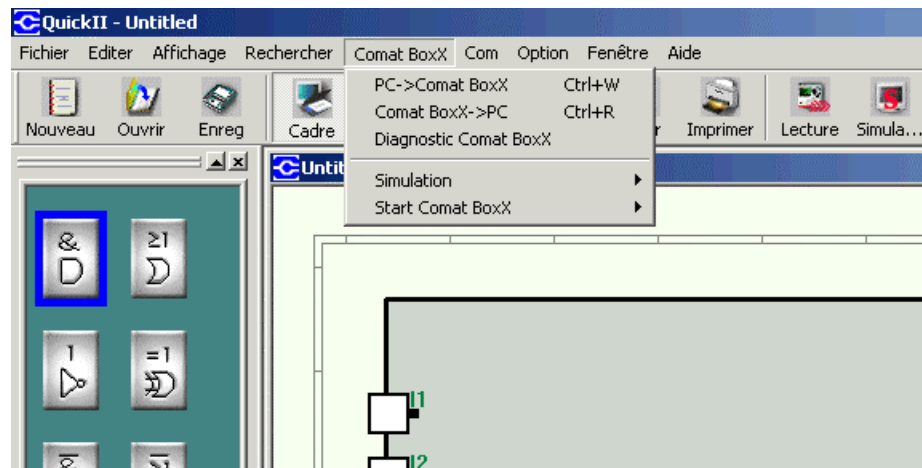 QuickII - Untitled
Fichier Editer Affichage Rechercher Comat BoxX Com Option Fenêtre Aide
PC->Comat BoxX Ctrl+W
Comat BoxX->PC Ctrl+R
Diagnostic Comat BoxX
Simulation
Start Comat BoxX
Nouveau Ouvrir Enreg Cadre Imprimer Lecture Simula...
Untit
& ≥1
1 =1
& ≥1
I1
I2